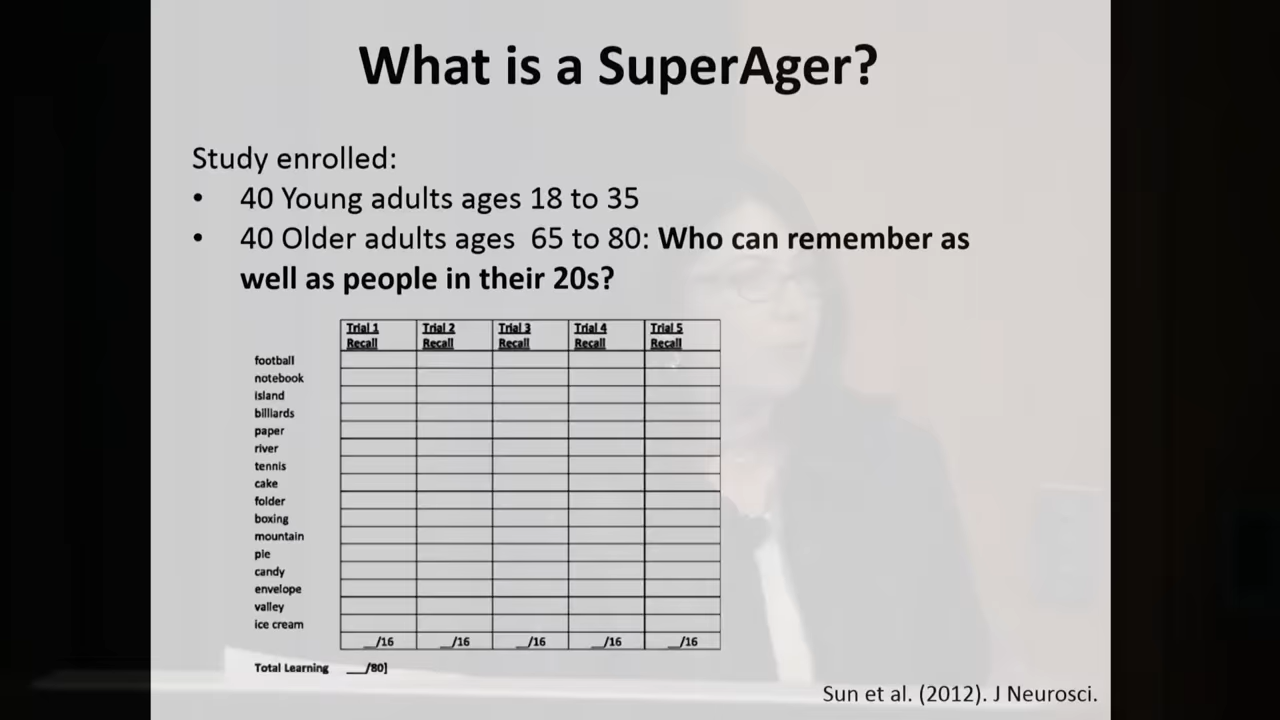 What is a SuperAger?
Study enrolled:
• 40 Young adults ages 18 to 35
• 40 Older adults ages 65 to 80: Who can remember as
well as people in their 20s?
Trial 1 Trial 2 Trial 3 Trial 4 Trial 5
Recall Recall Recall Recall Recall
football
notebook
island
billiards
paper
river
tennis
cake
folder
boxing
mountain
pie
candy
envelope
valley
ice cream
__/16 __/16 __/16 __/16 __/16
Total Learning ___/80]
Sun et al. (2012). J Neurosci.